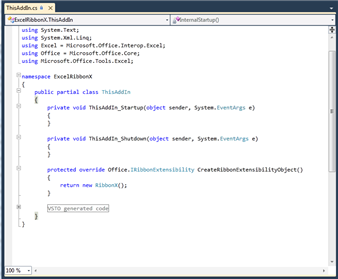 ThisAddIn.cs
ExcelRibbonX.ThisAddIn
InternalStartup()
using System.Text;
using System.Xml.Linq;
using Excel = Microsoft.Office.Interop.Excel;
using Office = Microsoft.Office.Core;
using Microsoft.Office.Tools.Excel;
namespace ExcelRibbonX
{
public partial class ThisAddIn
{
private void ThisAddIn_Startup(object sender, System.EventArgs e)
{
}
private void ThisAddIn_Shutdown(object sender, System.EventArgs e)
{
}
protected override Office.IRibbonExtensibility CreateRibbonExtensibilityObject()
{
return new RibbonX();
}
VSTO generated code
}
}
100 %